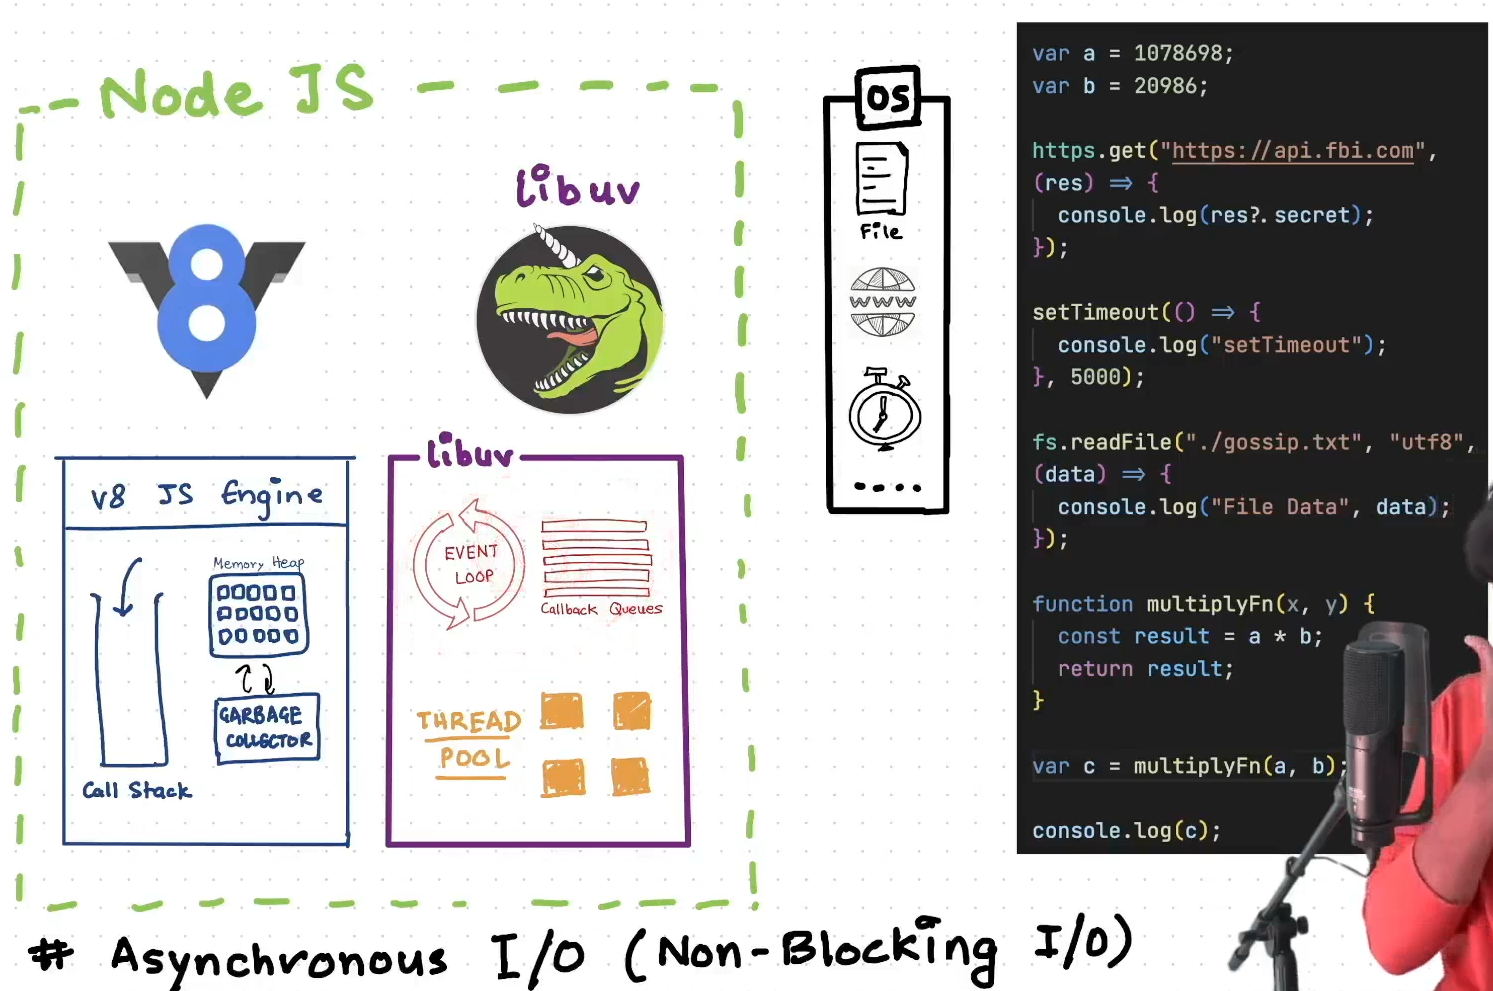 Node JS
libuv
8
V8 JS Engine
Memory Heap
GARBAGE
COLLECTOR
Call Stack
libuv
EVENT
LOOP
Callback Queues
THREAD
POOL
OS
File
WWW
var a = 1078698;
var b = 20986;
https.get("https://api.fbi.com",
(res) => {
console.log(res?.secret);
});
setTimeout(() => {
console.log("setTimeout");
}, 5000);
fs.readFile("./gossip.txt", "utf8",
(data) => {
console.log("File Data", data);
});
function multiplyFn(x, y) {
const result = a * b;
return result;
}
var c = multiplyFn(a, b);
console.log(c);
# Asynchronous I/O (Non-Blocking I/O)